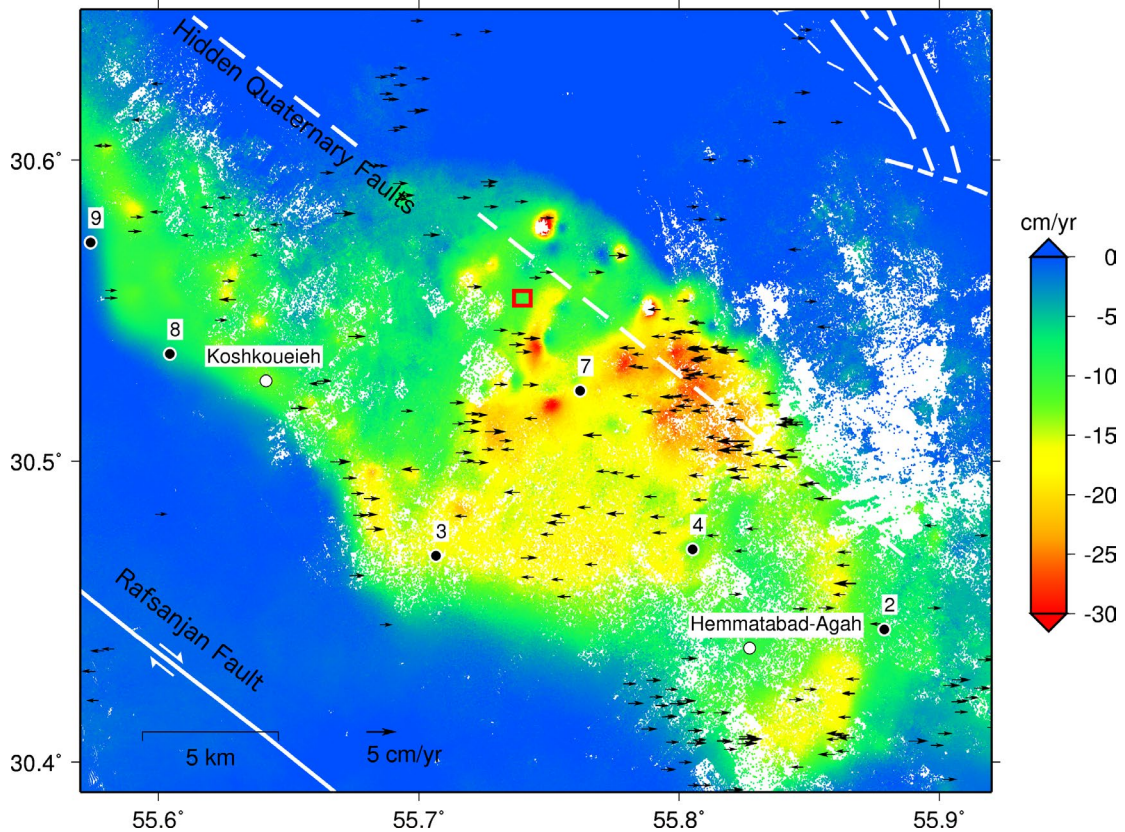 Hidden Quaternary Faults
30.6°
9
cm/yr
0
8
-5
Koshkoueieh
7
-10
-15
30.5°
-20
3
4
-25
Rafsanjan Fault
2
-30
Hemmatabad-Agah
5 km
5 cm/yr
30.4°
55.6°
55.7°
55.8°
55.9°